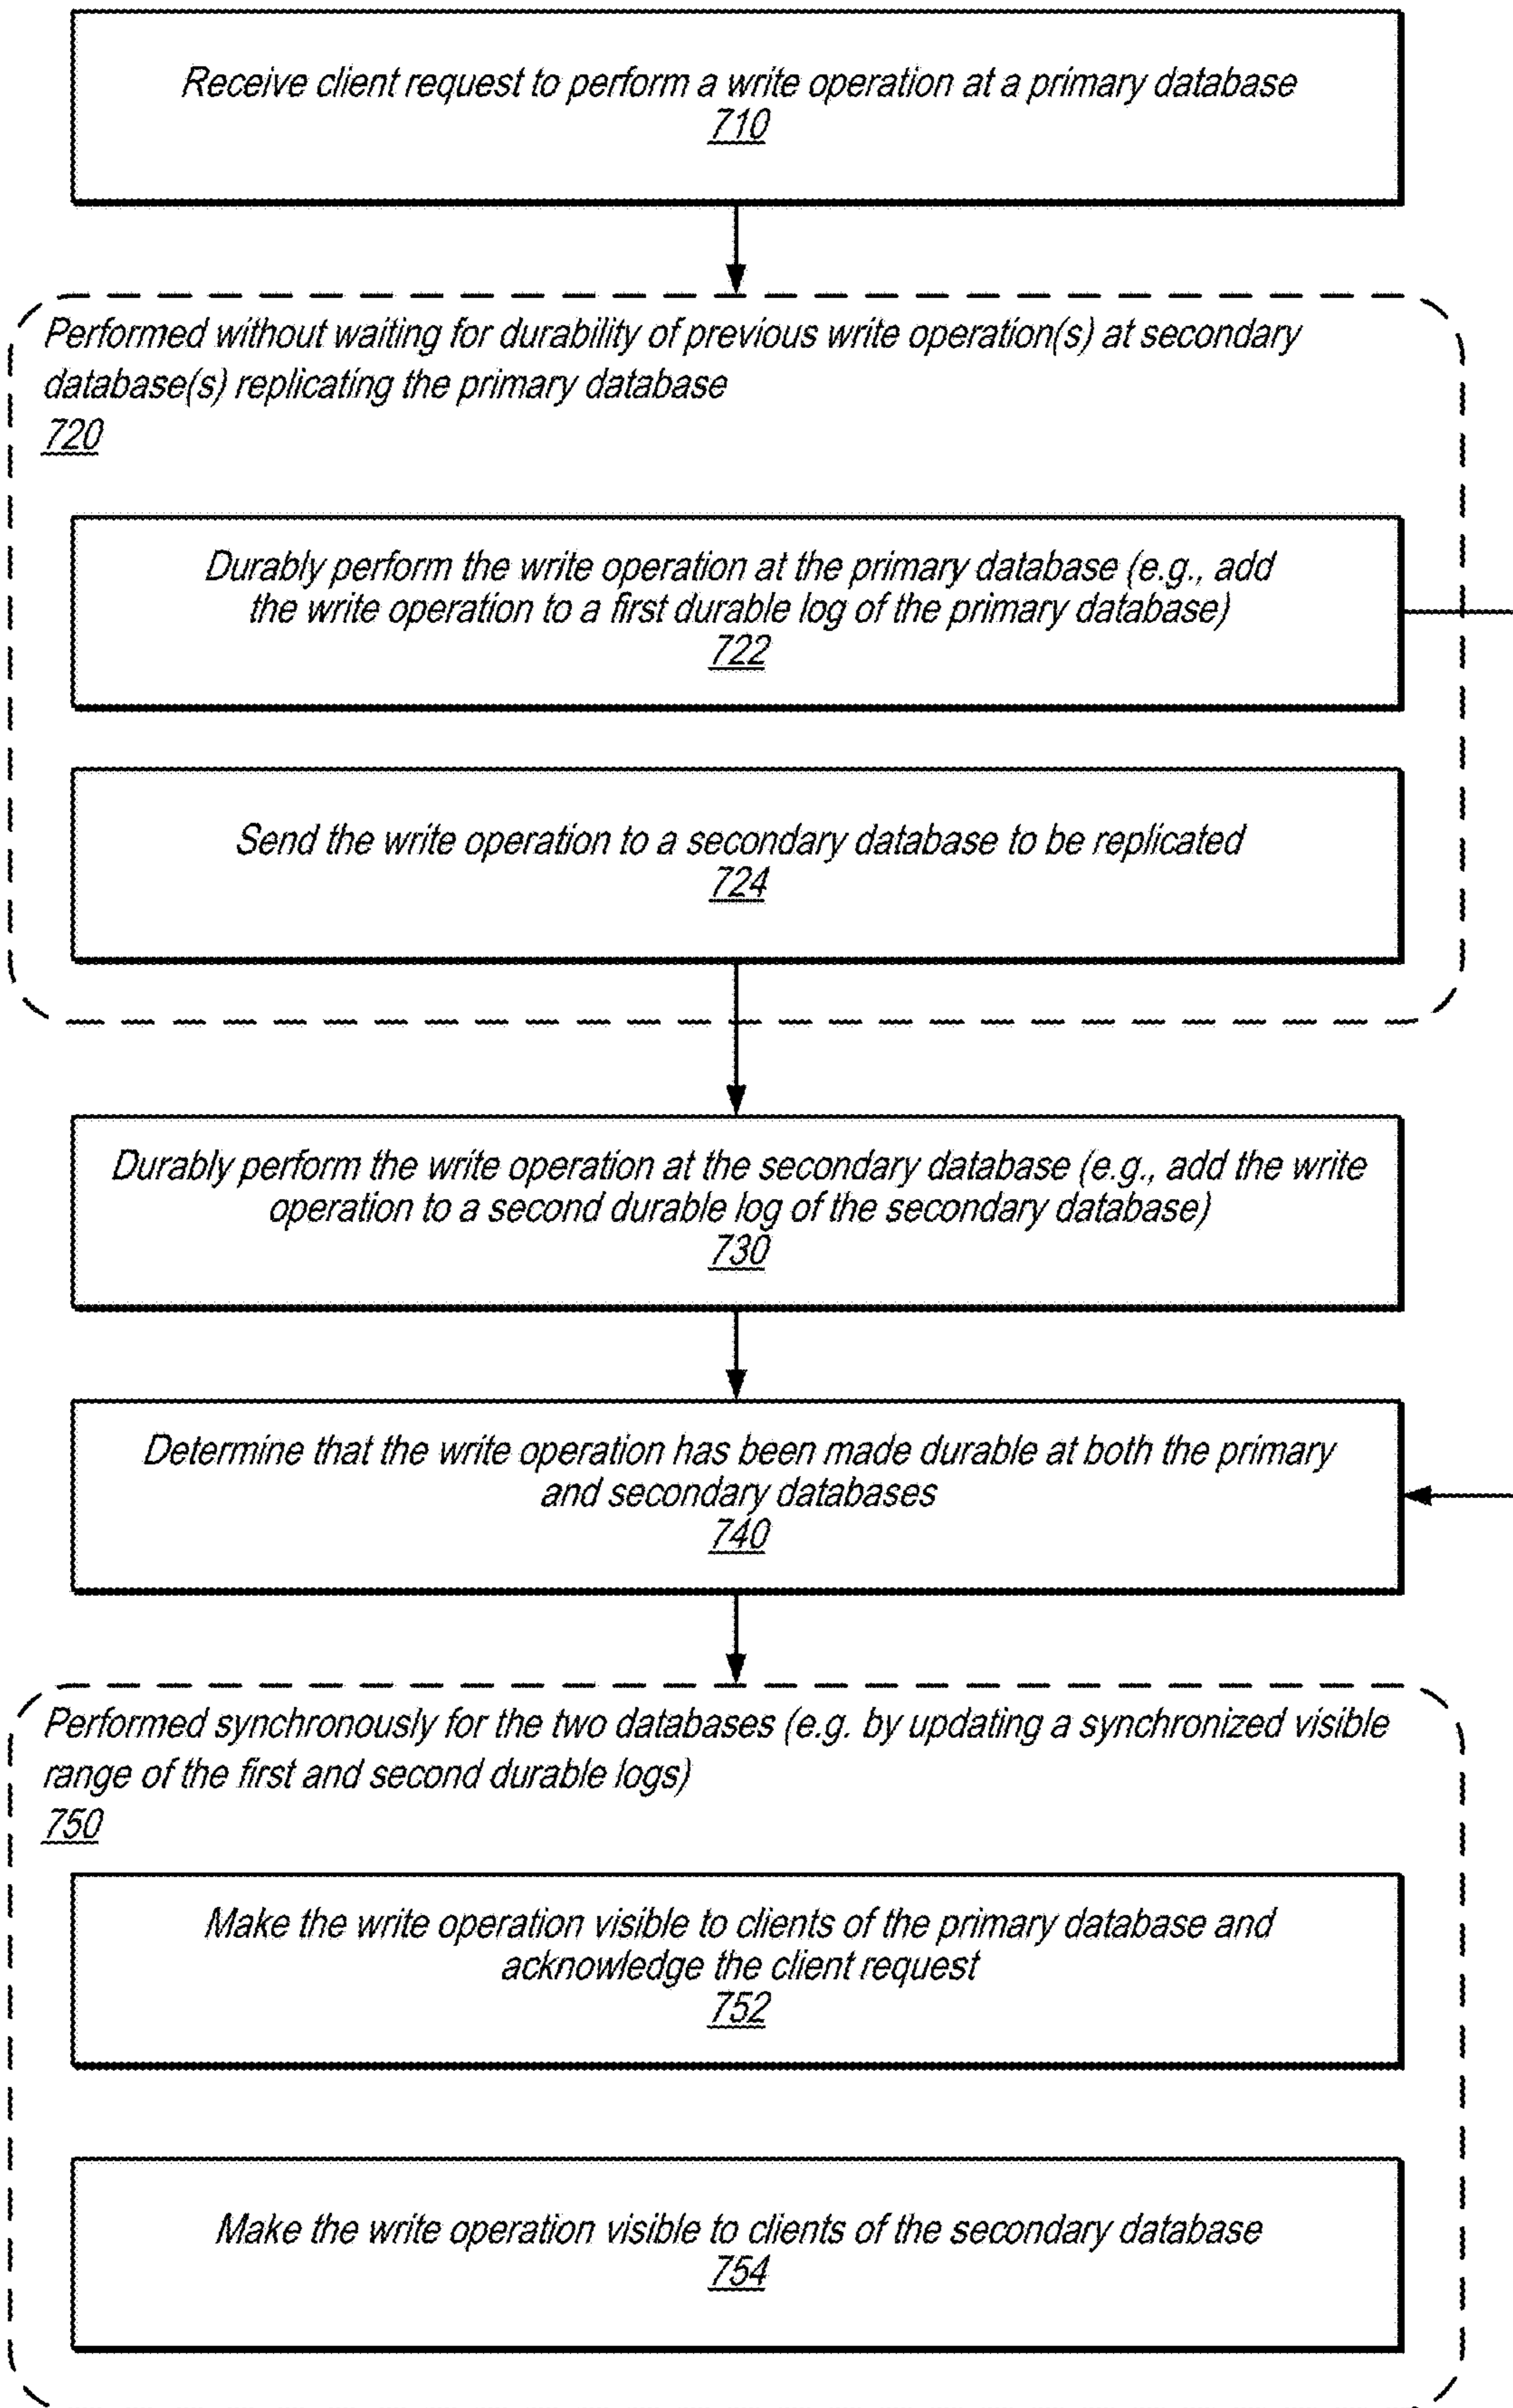 Receive client request to perform a write operation at a primary database
710
Performed without waiting for durability of previous write operation(s) at secondary
database(s) replicating the primary database
720
Durably perform the write operation at the primary database (e.g., add
the write operation to a first durable log of the primary database)
722
Send the write operation to a secondary database to be replicated
724
Durably perform the write operation at the secondary database (e.g., add the write
operation to a second durable log of the secondary database)
730
Determine that the write operation has been made durable at both the primary
and secondary databases
740
Performed synchronously for the two databases (e.g. by updating a synchronized visible
range of the first and second durable logs)
750
Make the write operation visible to clients of the primary database and
acknowledge the client request
752
Make the write operation visible to clients of the secondary database
754